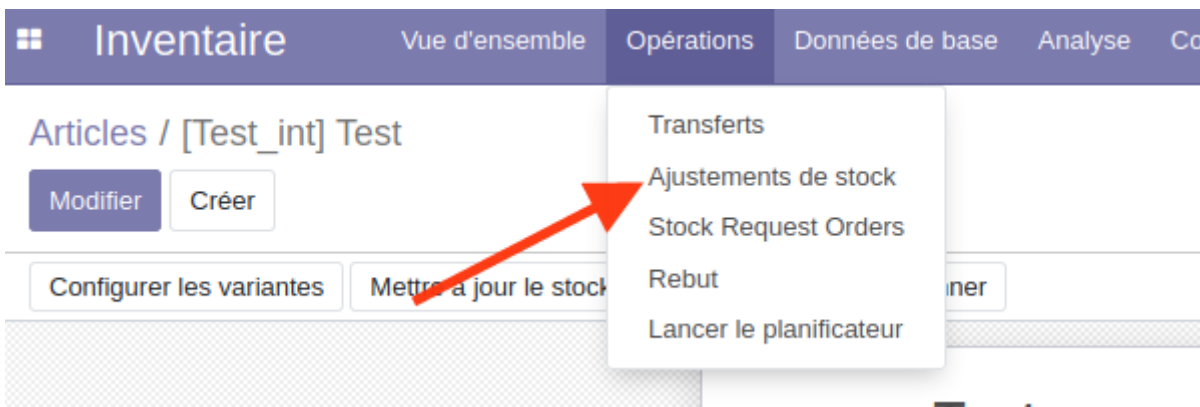 Inventaire Vue d'ensemble Opérations Données de base Analyse
Articles / [Test_int] Test
Modifier Créer
Transferts
Ajustements de stock
Stock Request Orders
Rebut
Lancer le planificateur
Configurer les variantes Mettre à jour le stock